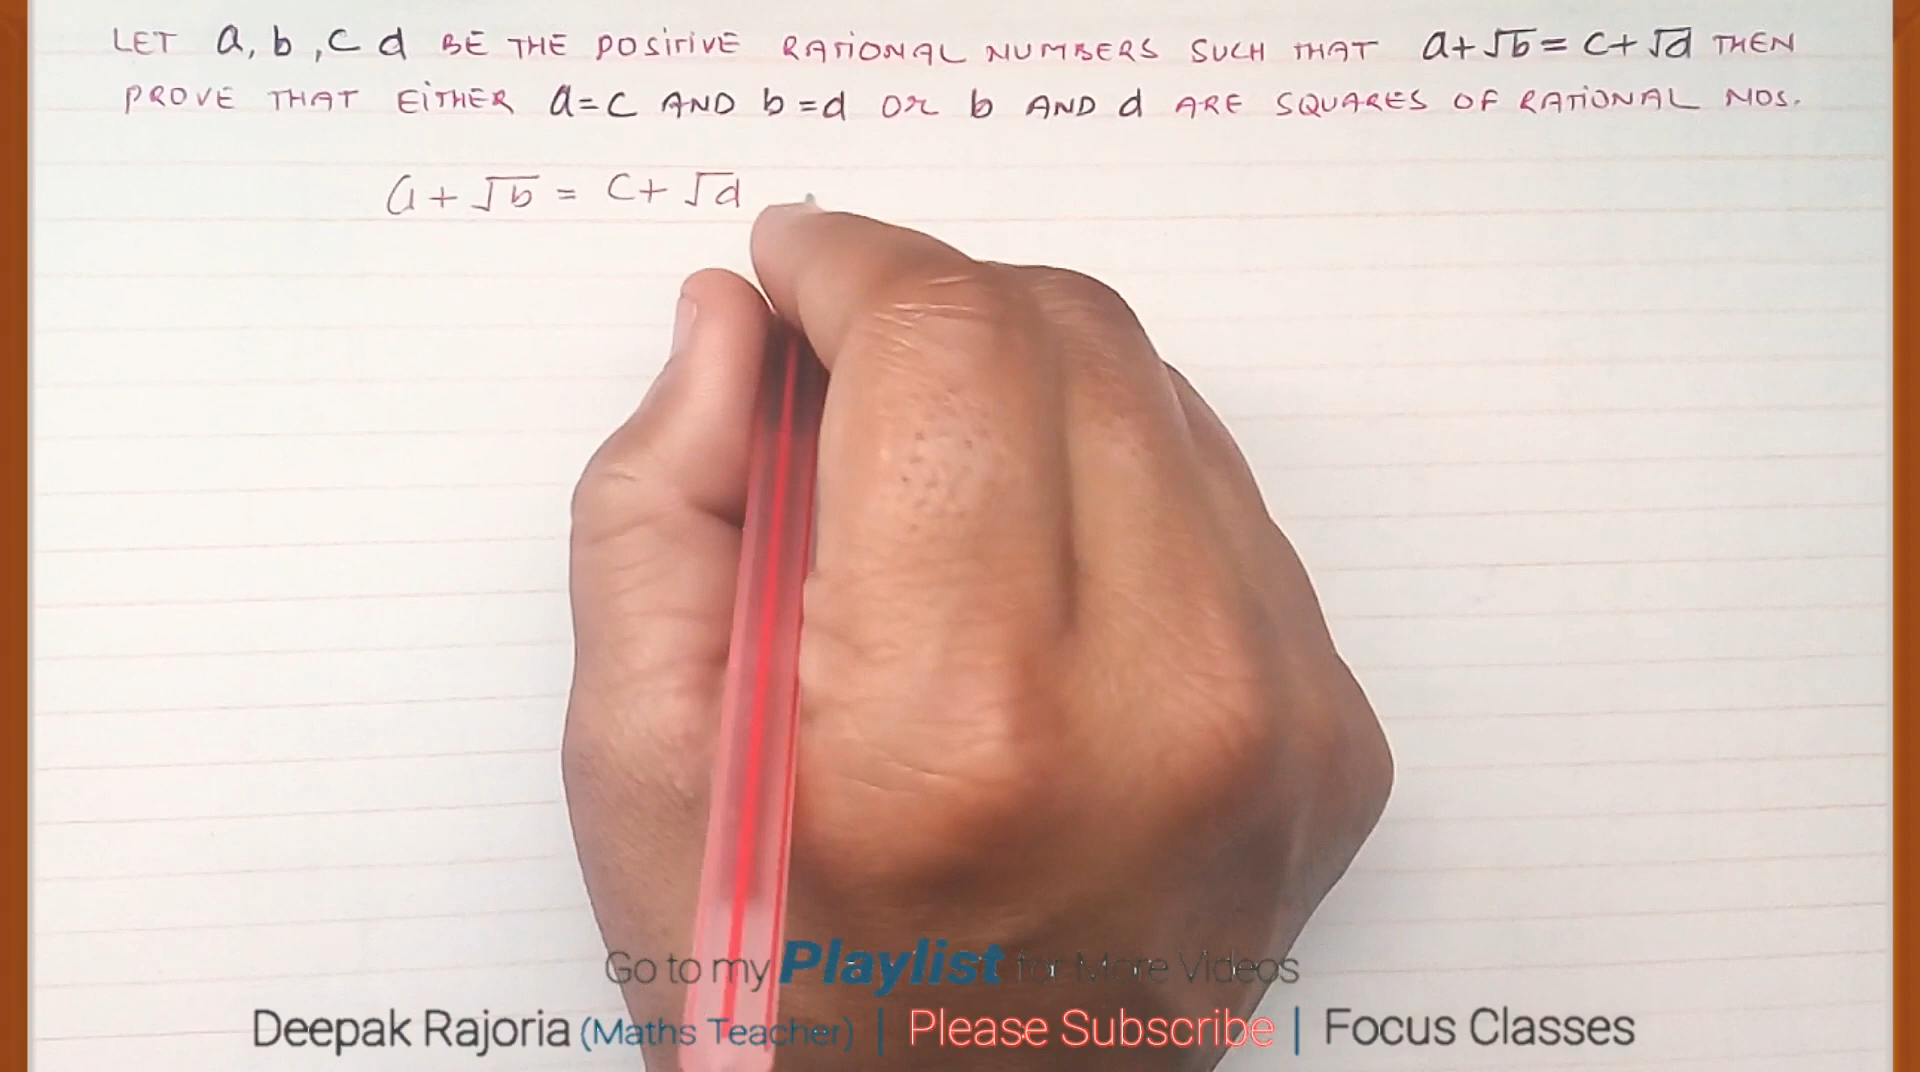 LET a, b, c d BE THE POSITIVE RATIONAL NUMBERS SUCH THAT a+√b = c+√d THEN
PROVE THAT EITHER a=c AND b=d OR b AND d ARE SQUARES OF RATIONAL NOS.
a + √b = c + √d
Go to my Playlist for More Videos
Deepak Rajoria (Maths Teacher) | Please Subscribe | Focus Classes